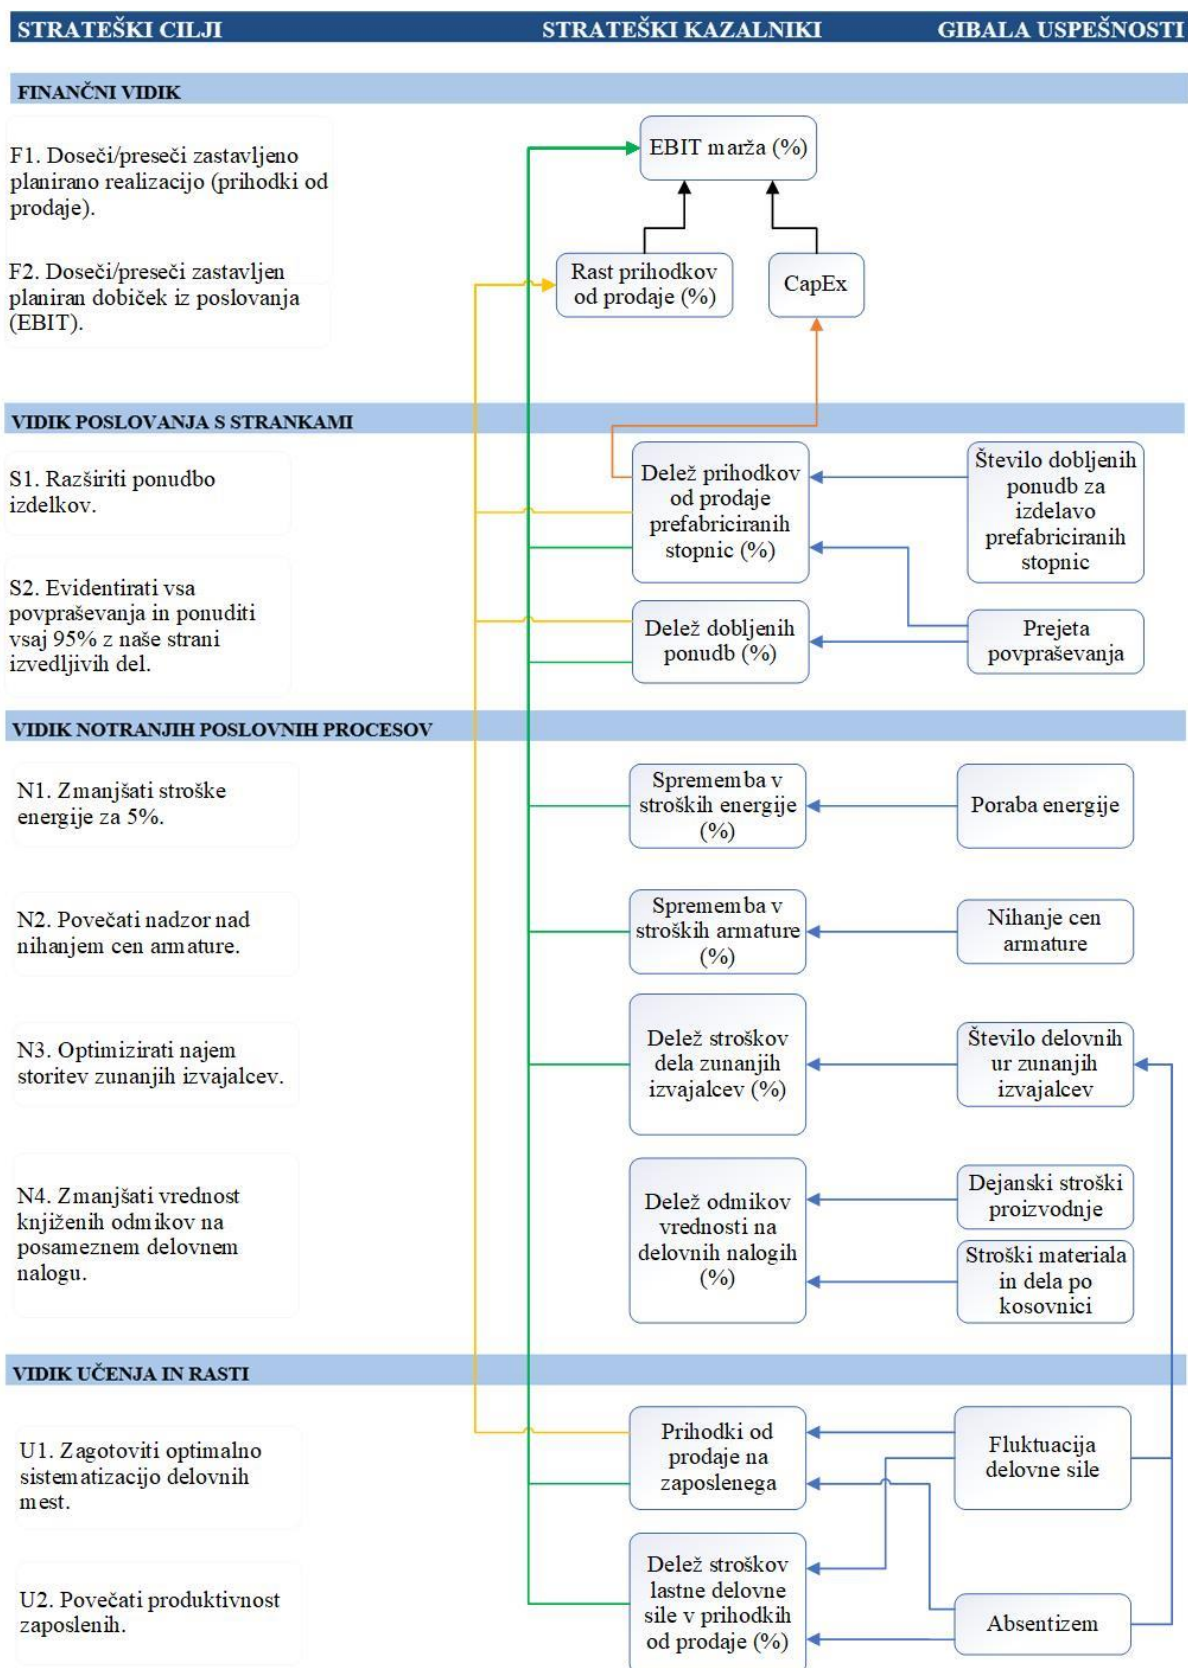 STRATEŠKI CILJI STRATEŠKI KAZALNIKI GIBALA USPEŠNOSTI
FINANČNI VIDIK
F1. Doseči/preseči zastavljeno
planirano realizacijo (prihodki od
prodaje).
F2. Doseči/preseči zastavljen
planiran dobiček iz poslovanja
(EBIT).
EBIT marža (%)
Rast prihodkov
od prodaje (%)
CapEx
VIDIK POSLOVANJA S STRANKAMI
S1. Razširiti ponudbo
izdelkov.
S2. Evidentirati vsa
povpraševanja in ponuditi
vsaj 95% z naše strani
izvedljivih del.
Delež prihodkov
od prodaje
prefabriciranih
stopnic (%)
Delež dobljenih
ponudb (%)
Število dobljenih
ponudb za
izdelavo
prefabriciranih
stopnic
Prejeta
povpraševanja
VIDIK NOTRANJIH POSLOVNIH PROCESOV
N1. Zmanjšati stroške
energije za 5%.
Sprememba v
stroških energije
(%)
Poraba energije
N2. Povečati nadzor nad
nihanjem cen armature.
Sprememba v
stroških armature
(%)
Nihanje cen
armature
N3. Optimizirati najem
storitev zunanjih izvajalcev.
Delež stroškov
dela zunanjih
izvajalcev (%)
Število delovnih
ur zunanjih
izvajalcev
N4. Zmanjšati vrednost
knjiženih odmikov na
posameznem delovnem
nalogu.
Delež odmikov
vrednosti na
delovnih nalogih
(%)
Dejanski stroški
proizvodnje
Stroški materiala
in dela po
kosovnici
VIDIK UČENJA IN RASTI
U1. Zagotoviti optimalno
sistematizacijo delovnih
mest.
Prihodki od
prodaje na
zaposlenega
Fluktuacija
delovne sile
U2. Povečati produktivnost
zaposlenih.
Delež stroškov
lastne delovne
sile v prihodkih
od prodaje (%)
Absentizem